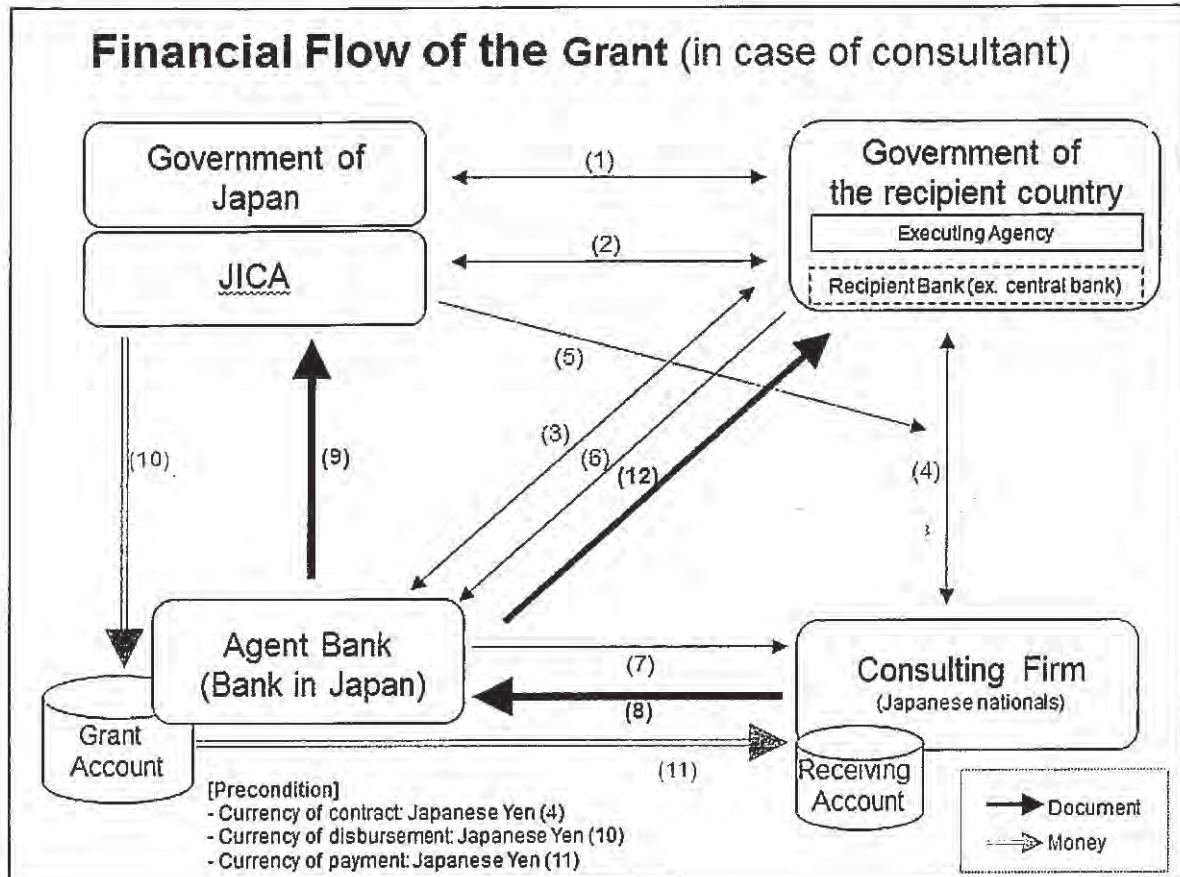 Financial Flow of the Grant (in case of consultant)
Government of
Japan
JICA
(1)
(2)
Government of
the recipient country
Executing Agency
Recipient Bank (ex. central bank)
(5)
(3)
(6)
(12)
(4)
(10)
(9)
Agent Bank
(Bank in Japan)
Grant
Account
(7)
(8)
(11)
Consulting Firm
(Japanese nationals)
Receiving
Account
[Precondition]
- Currency of contract: Japanese Yen (4)
- Currency of disbursement: Japanese Yen (10)
- Currency of payment: Japanese Yen (11)
Document
Money